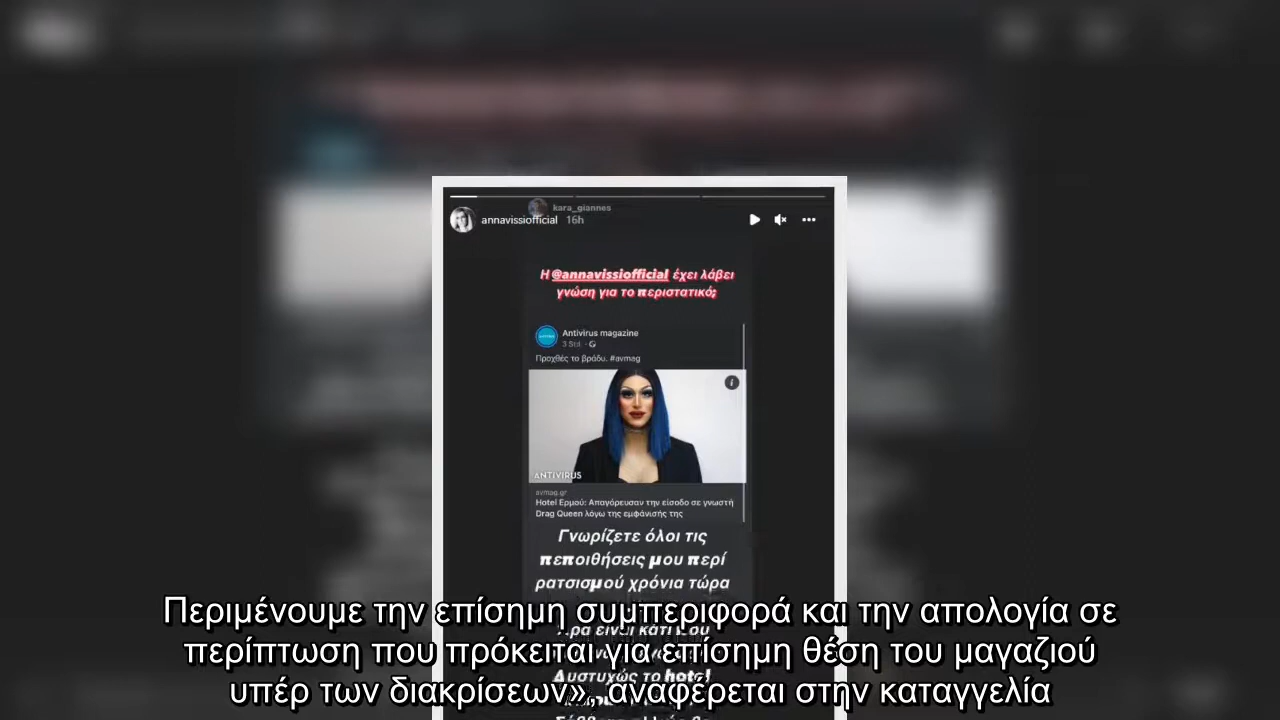 kara_giannes
annavissiofficial 16h
Η @annavissiofficial έχει λάβει
γνώση για το περιστατικό;
Antivirus magazine
Προχθές το βράδυ. #avmag
ANTIVIRUS
avmag.gr
Hotel Ερμού: Απαγόρευσαν την είσοδο σε γνωστή
Drag Queen λόγω της εμφάνισής της
Γνωρίζετε όλοι τις
πεποιθήσεις μου περί
ρατσισμού χρόνια τώρα
Περιμένουμε την επίσημη συμπεριφορά και την απολογία σε
περίπτωση που πρόκειται για επίσημη θέση του μαγαζιού
υπέρ των διακρίσεων», αναφέρεται στην καταγγελία